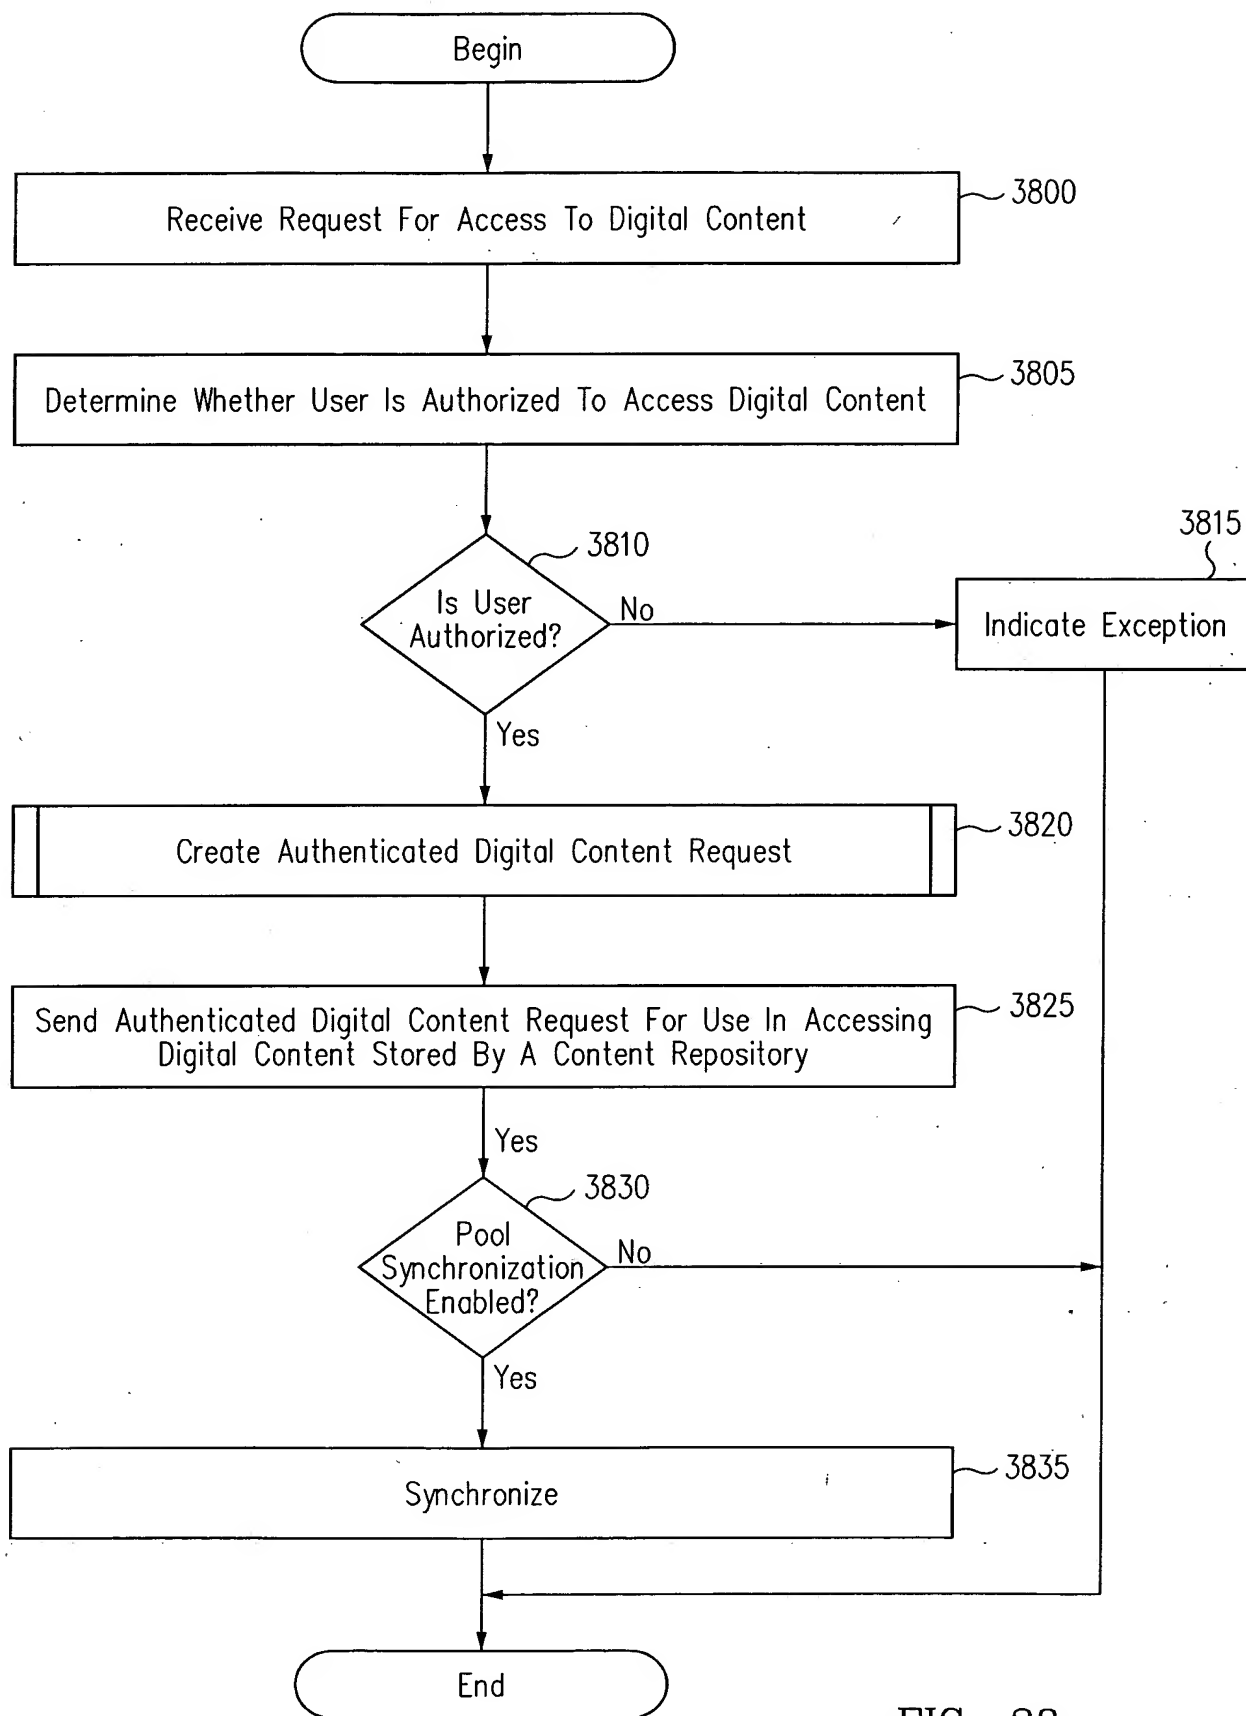 Begin
Receive Request For Access To Digital Content
3800
Determine Whether User Is Authorized To Access Digital Content
3805
3810
Is User
Authorized?
No
3815
Indicate Exception
Yes
Create Authenticated Digital Content Request
3820
Send Authenticated Digital Content Request For Use In Accessing
Digital Content Stored By A Content Repository
3825
Yes
3830
Pool
Synchronization
Enabled?
No
Yes
Synchronize
3835
End
FIG.